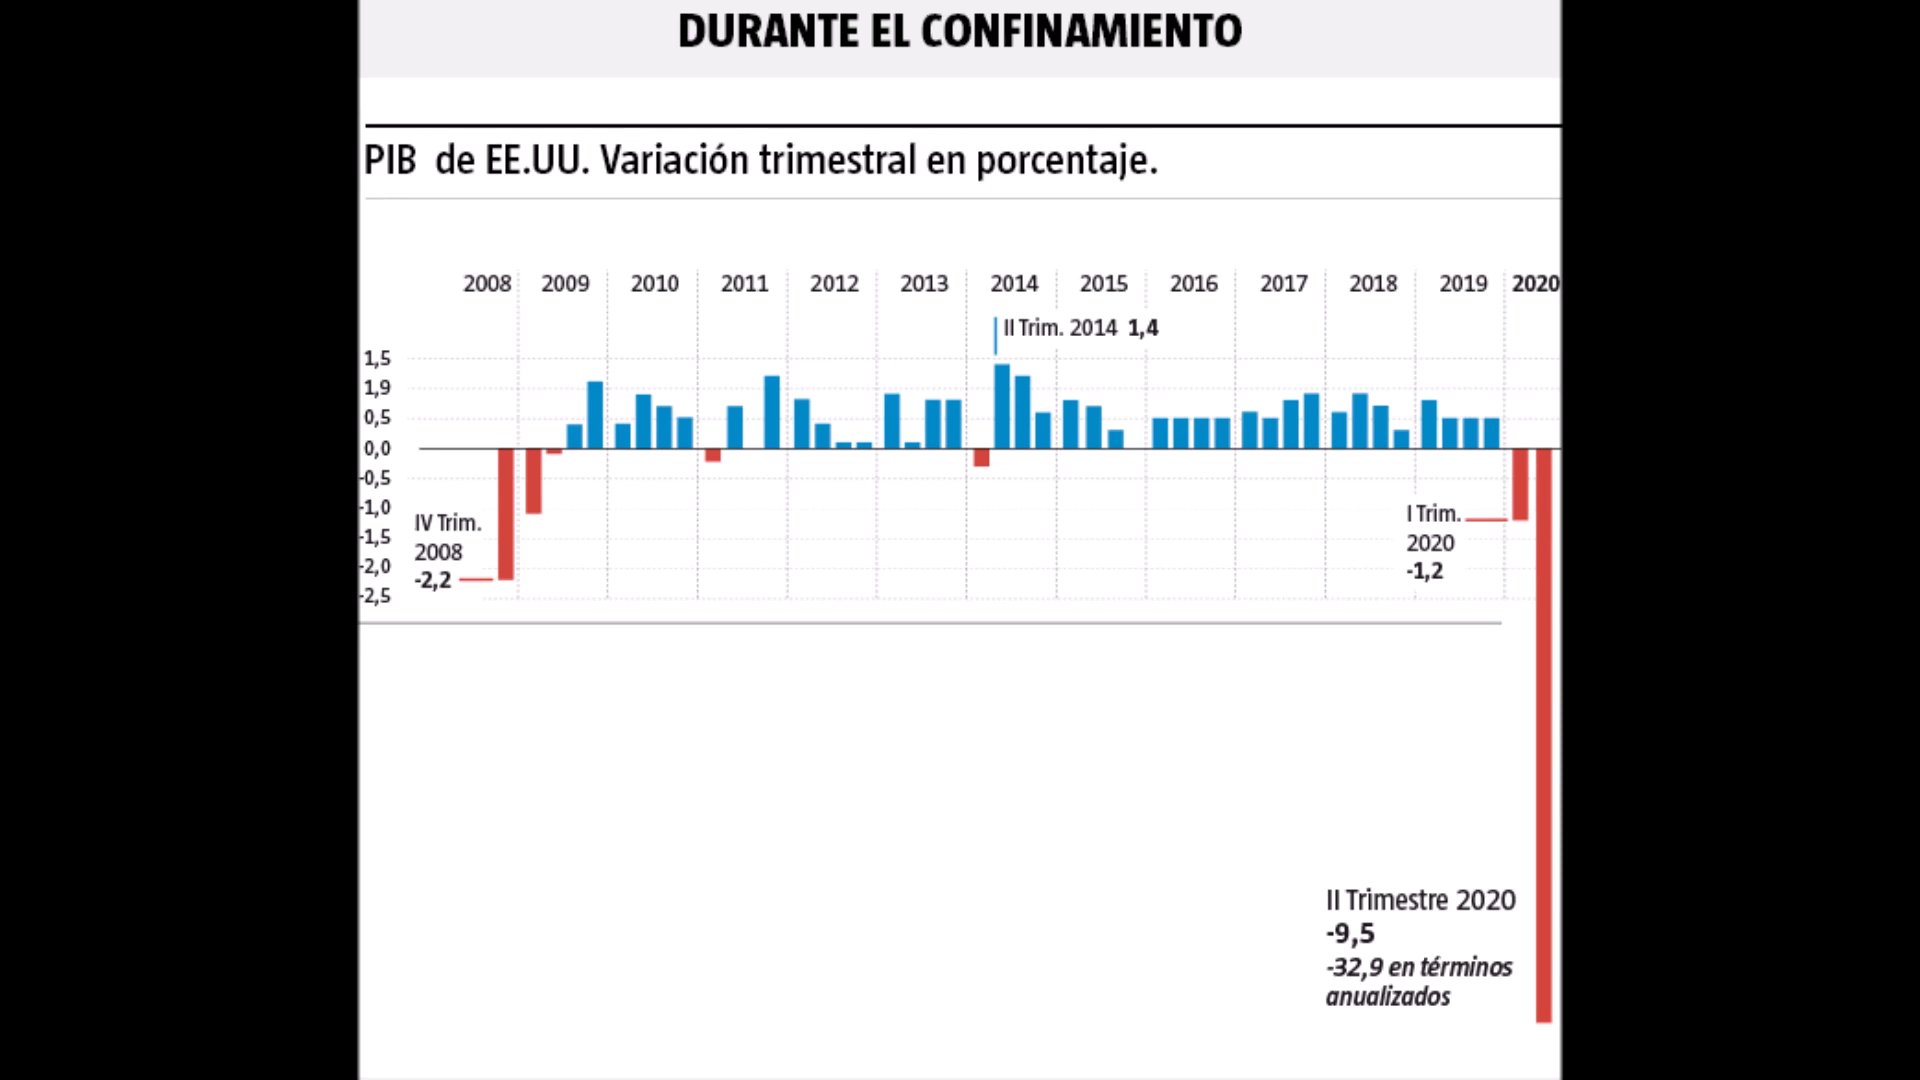 DURANTE EL CONFINAMIENTO
PIB de EE.UU. Variación trimestral en porcentaje.
2008 2009 2010 2011 2012 2013 2014 2015 2016 2017 2018 2019 2020
II Trim. 2014 1,4
1,5
1,9
0,5
0,0
-0,5
-1,0
-1,5
-2,0
-2,5
IV Trim.
2008
-2,2
I Trim.
2020
-1,2
II Trimestre 2020
-9,5
-32,9 en términos
anualizados